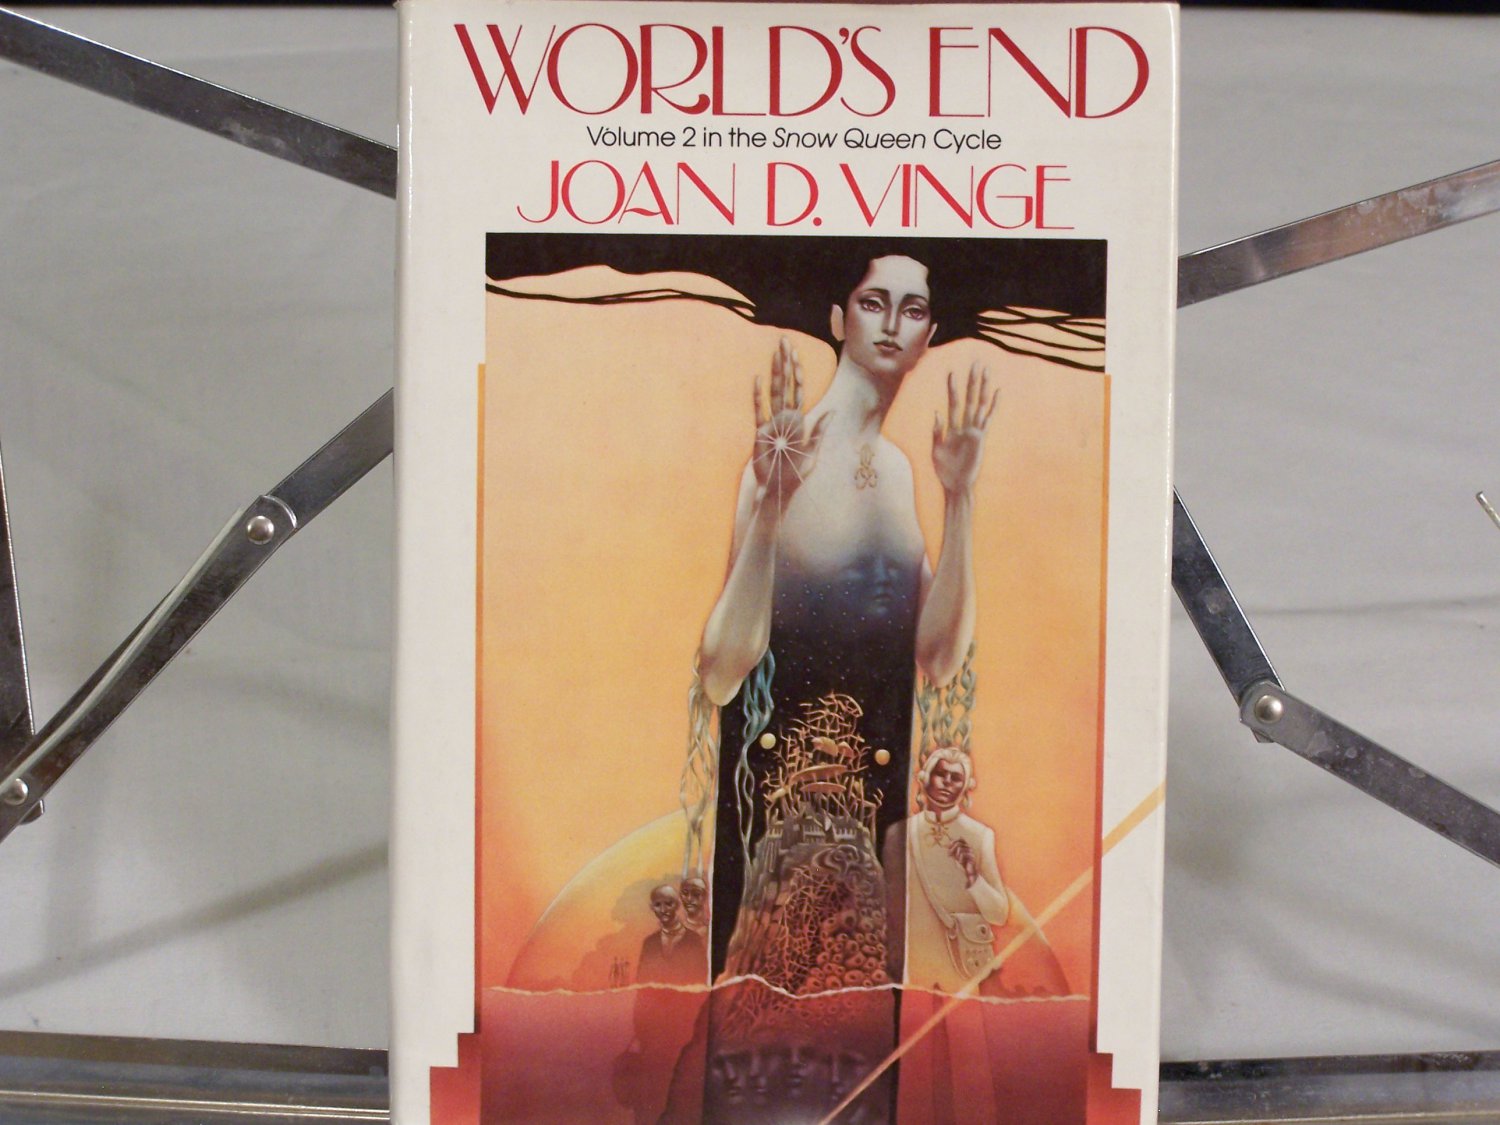 WORLD'S END
Volume 2 in the Snow Queen Cycle
JOAN D. VINGE